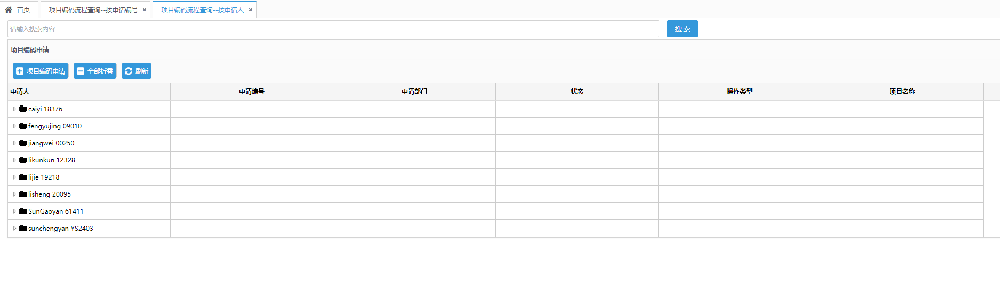 首页 项目编码流程查询--按申请编号 × 项目编码流程查询--按申请人 ×
请输入搜索内容 搜 索
项目编码申请
项目编码申请 全部折叠 刷新
申请人 申请编号 申请部门 状态 操作类型 项目名称
caiyi 18376
fengyujing 09010
jiangwei 00250
likunkun 12328
lijie 19218
lisheng 20095
SunGaoyan 61411
sunchengyan YS2403